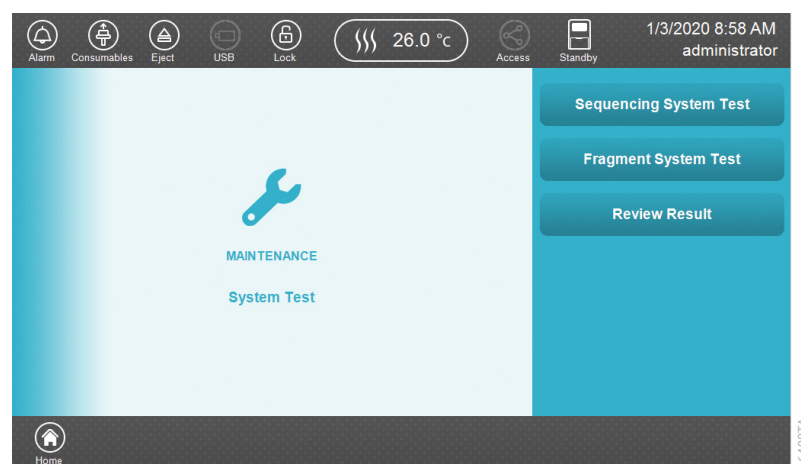 1/3/2020 8:58 AM
26.0 °C
administrator
Alarm Consumables Eject USB Lock Access Standby
Sequencing System Test
Fragment System Test
Review Result
MAINTENANCE
System Test
Home